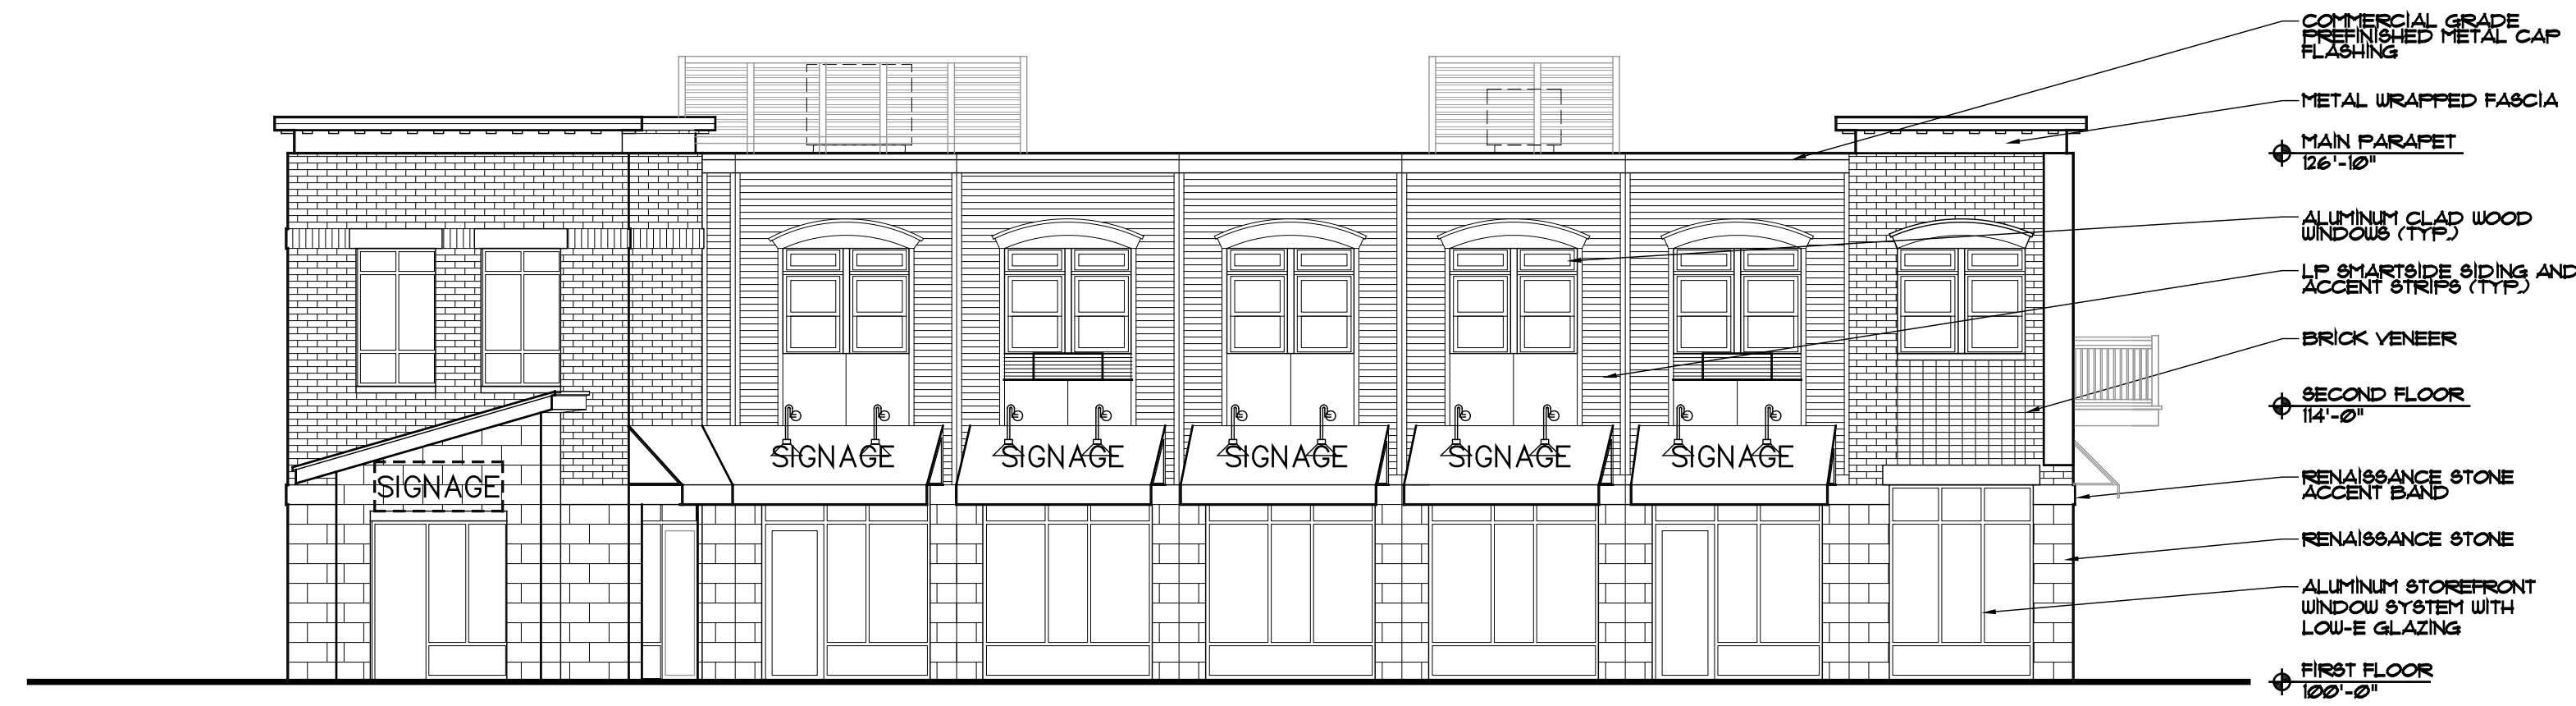 COMMERCIAL GRADE
PREFINISHED METAL CAP
FLASHING
METAL WRAPPED FASCIA
MAIN PARAPET
126'-10"
ALUMINUM CLAD WOOD
WINDOWS (TYP.)
LP SMARTSIDE SIDING AND
ACCENT STRIPS (TYP.)
BRICK VENEER
SECOND FLOOR
114'-0"
SIGNAGE
SIGNAGE
SIGNAGE
SIGNAGE
SIGNAGE
SIGNAGE
RENAISSANCE STONE
ACCENT BAND
RENAISSANCE STONE
ALUMINUM STOREFRONT
WINDOW SYSTEM WITH
LOW-E GLAZING
FIRST FLOOR
100'-0"